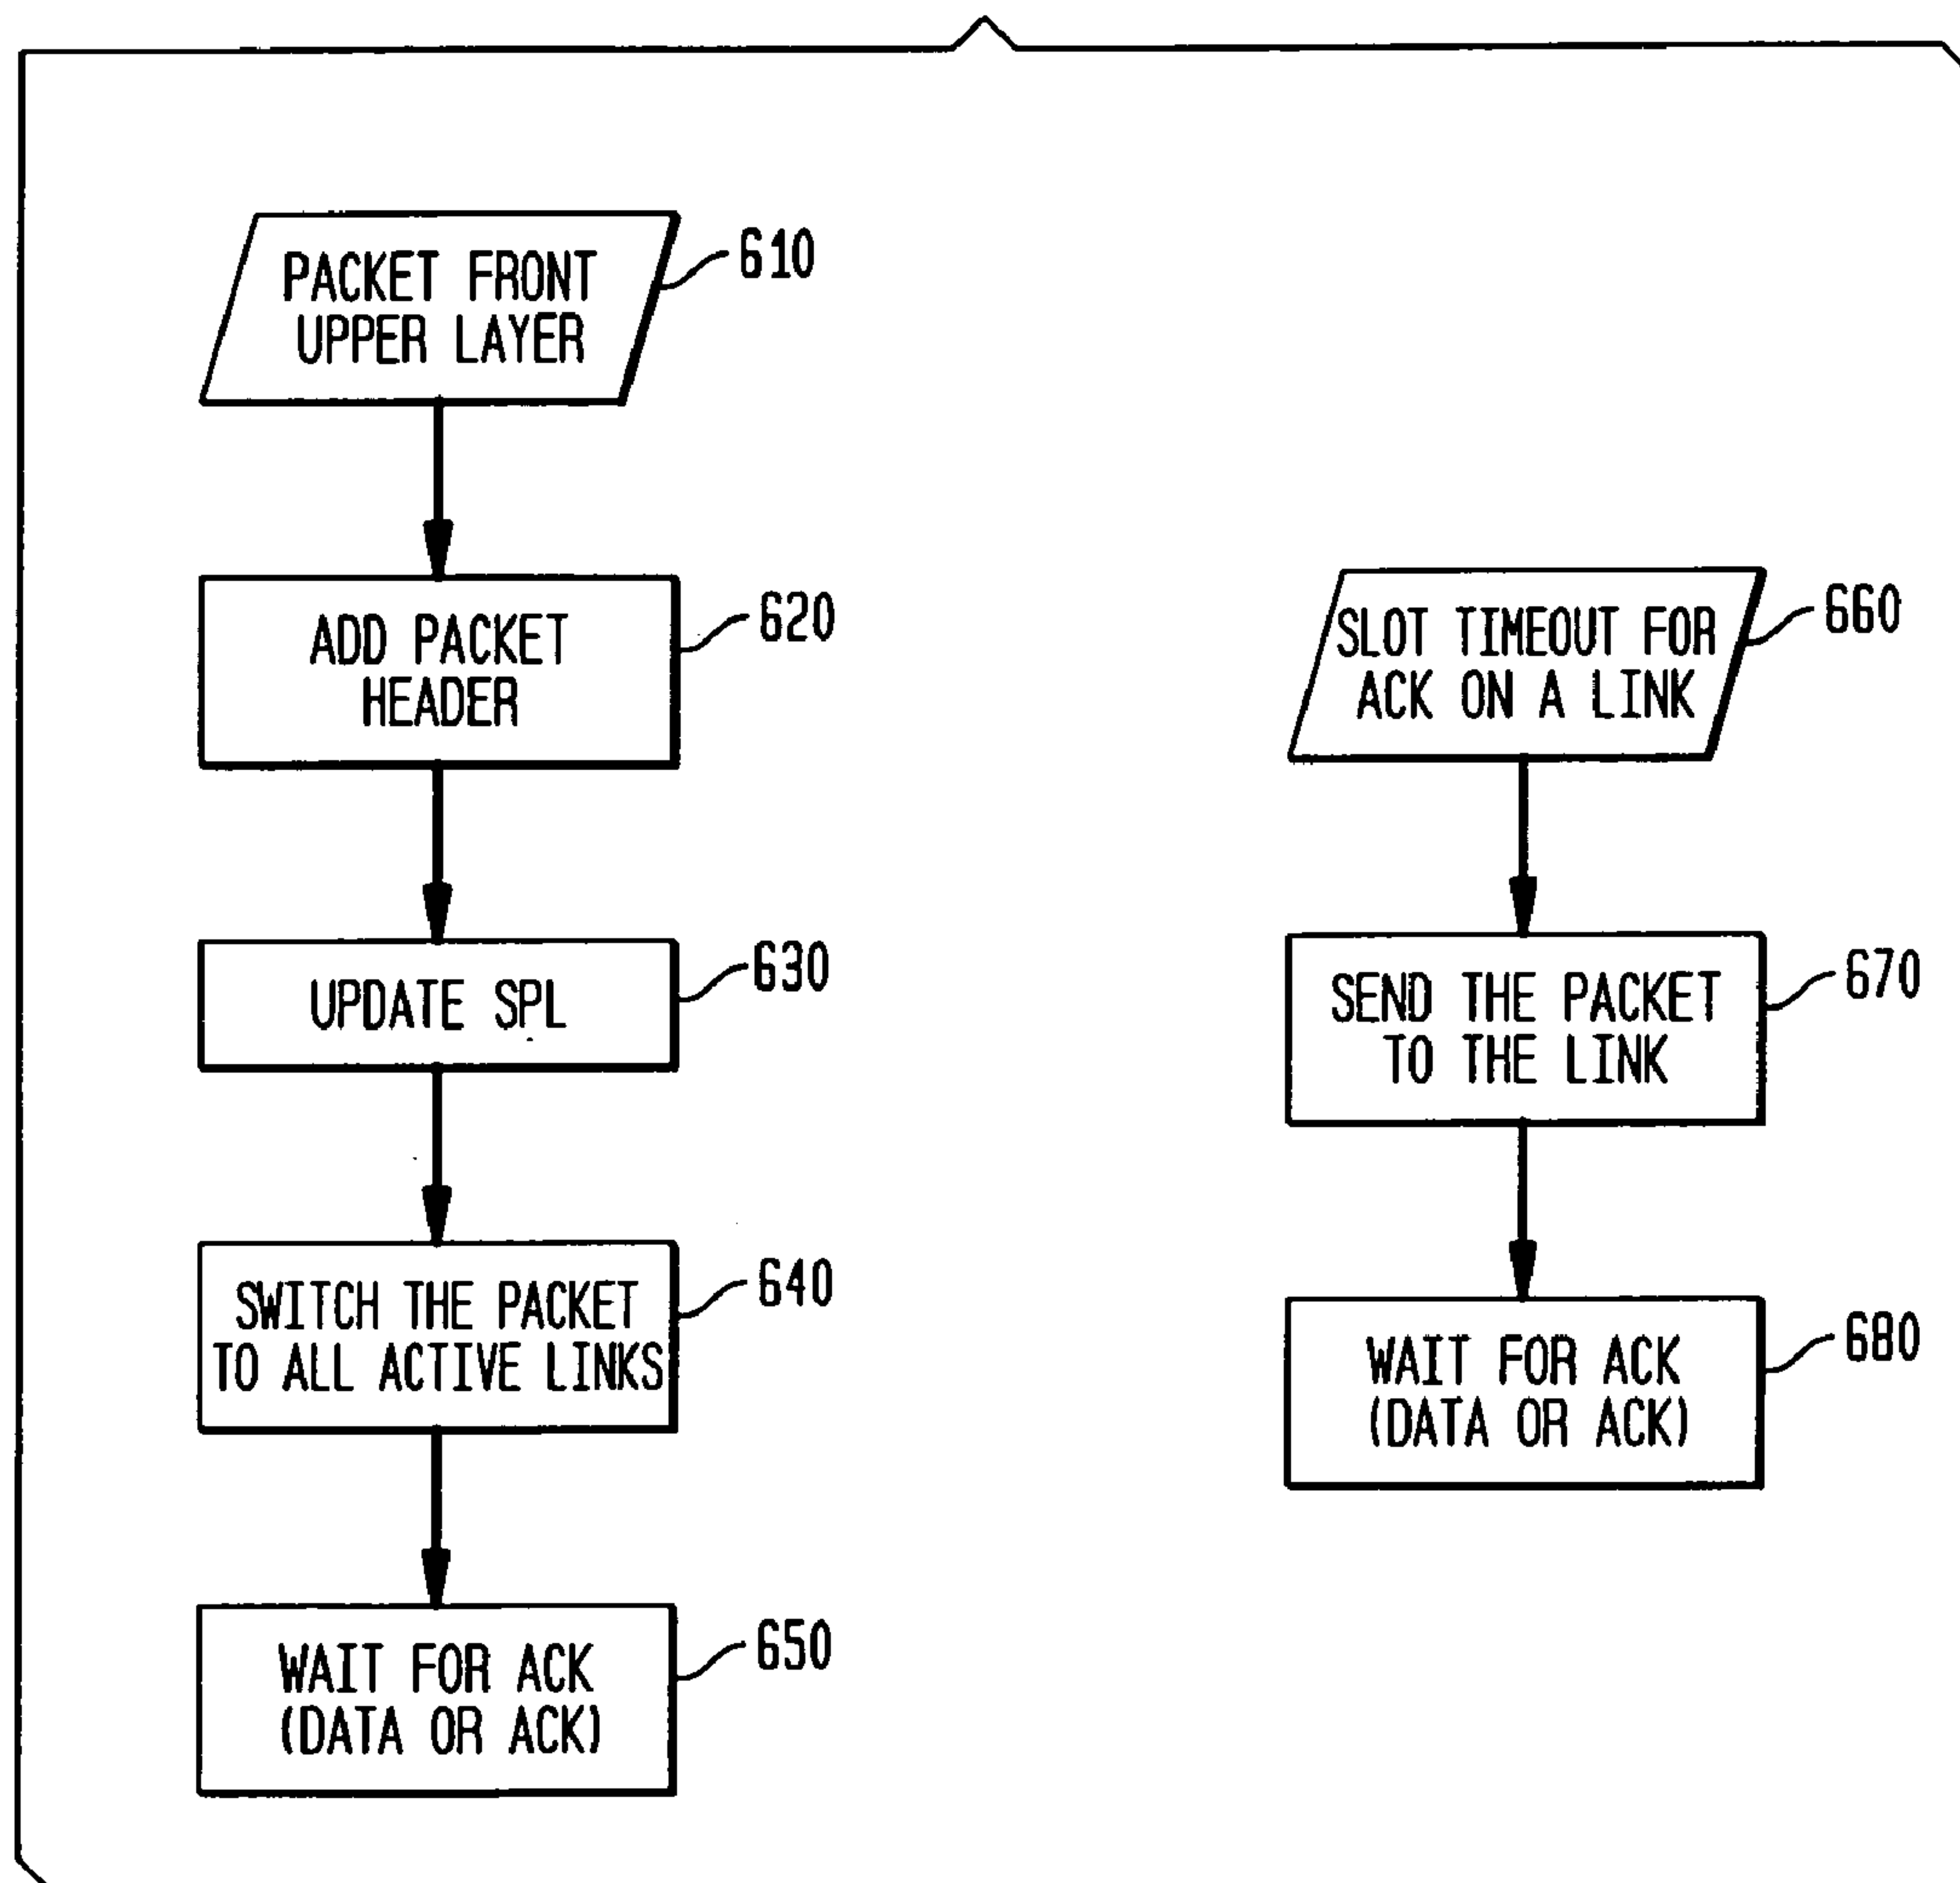 PACKET FRONT
UPPER LAYER
610
ADD PACKET
HEADER
620
UPDATE SPL
630
SWITCH THE PACKET
TO ALL ACTIVE LINKS
640
WAIT FOR ACK
(DATA OR ACK)
650
SLOT TIMEOUT FOR
ACK ON A LINK
660
SEND THE PACKET
TO THE LINK
670
WAIT FOR ACK
(DATA OR ACK)
680